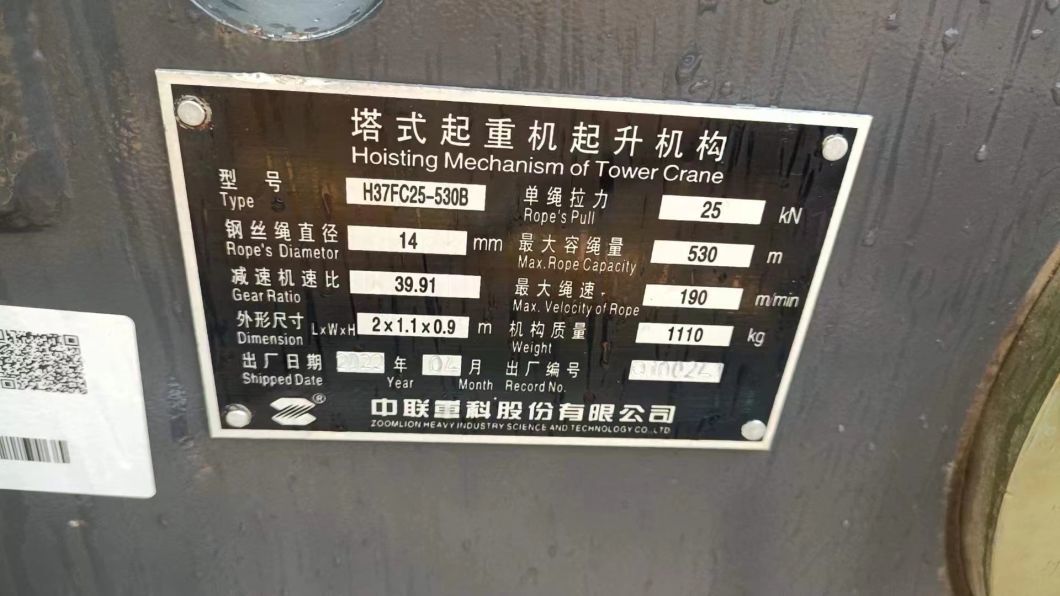 塔式起重机起升机构
Hoisting Mechanism of Tower Crane
型 号 H37FC25-530B 单绳拉力 25 kN
Type Rope's Pull
钢丝绳直径 14 mm 最大容绳量 530 m
Rope's Diametor Max.Rope Capacity
减速机速比 39.91 最大绳速 190 m/min
Gear Ratio Max. Velocity of Rope
外形尺寸 LxWxH 2x1.1x0.9 m 机构质量 1110 kg
Dimension Weight
出厂日期 年 04 月 出厂编号
Shipped Date Year Month Record No.
®
中联重科股份有限公司
ZOOMLION HEAVY INDUSTRY SCIENCE AND TECHNOLOGY CO.,LTD